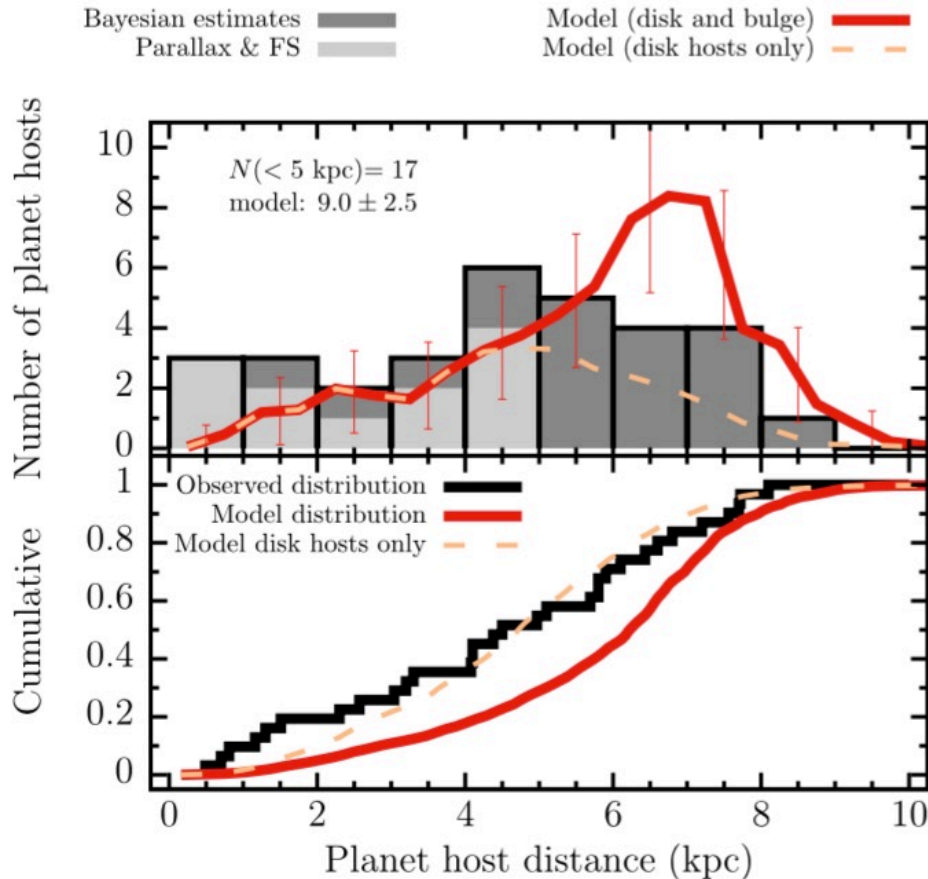 Bayesian estimates
Parallax & FS
Model (disk and bulge)
Model (disk hosts only)
Number of planet hosts
10
8
6
4
2
0
N(< 5 kpc)= 17
model: 9.0 ± 2.5
Cumulative
1
0.8
0.6
0.4
0.2
0
Observed distribution
Model distribution
Model disk hosts only
0 2 4 6 8 10
Planet host distance (kpc)